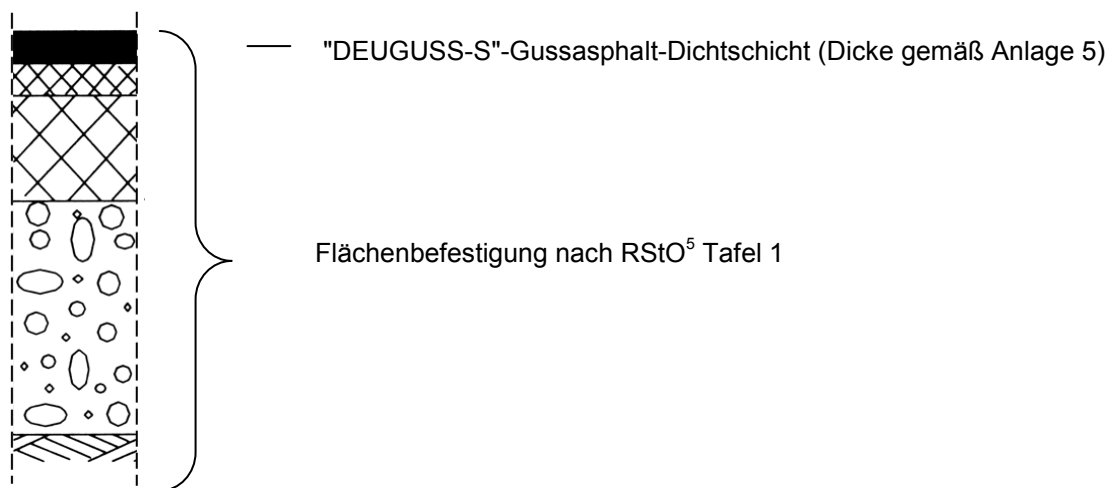 "DEUGUSS-S"-Gussasphalt-Dichtschicht (Dicke gemäß Anlage 5)
Flächenbefestigung nach RStO⁵ Tafel 1